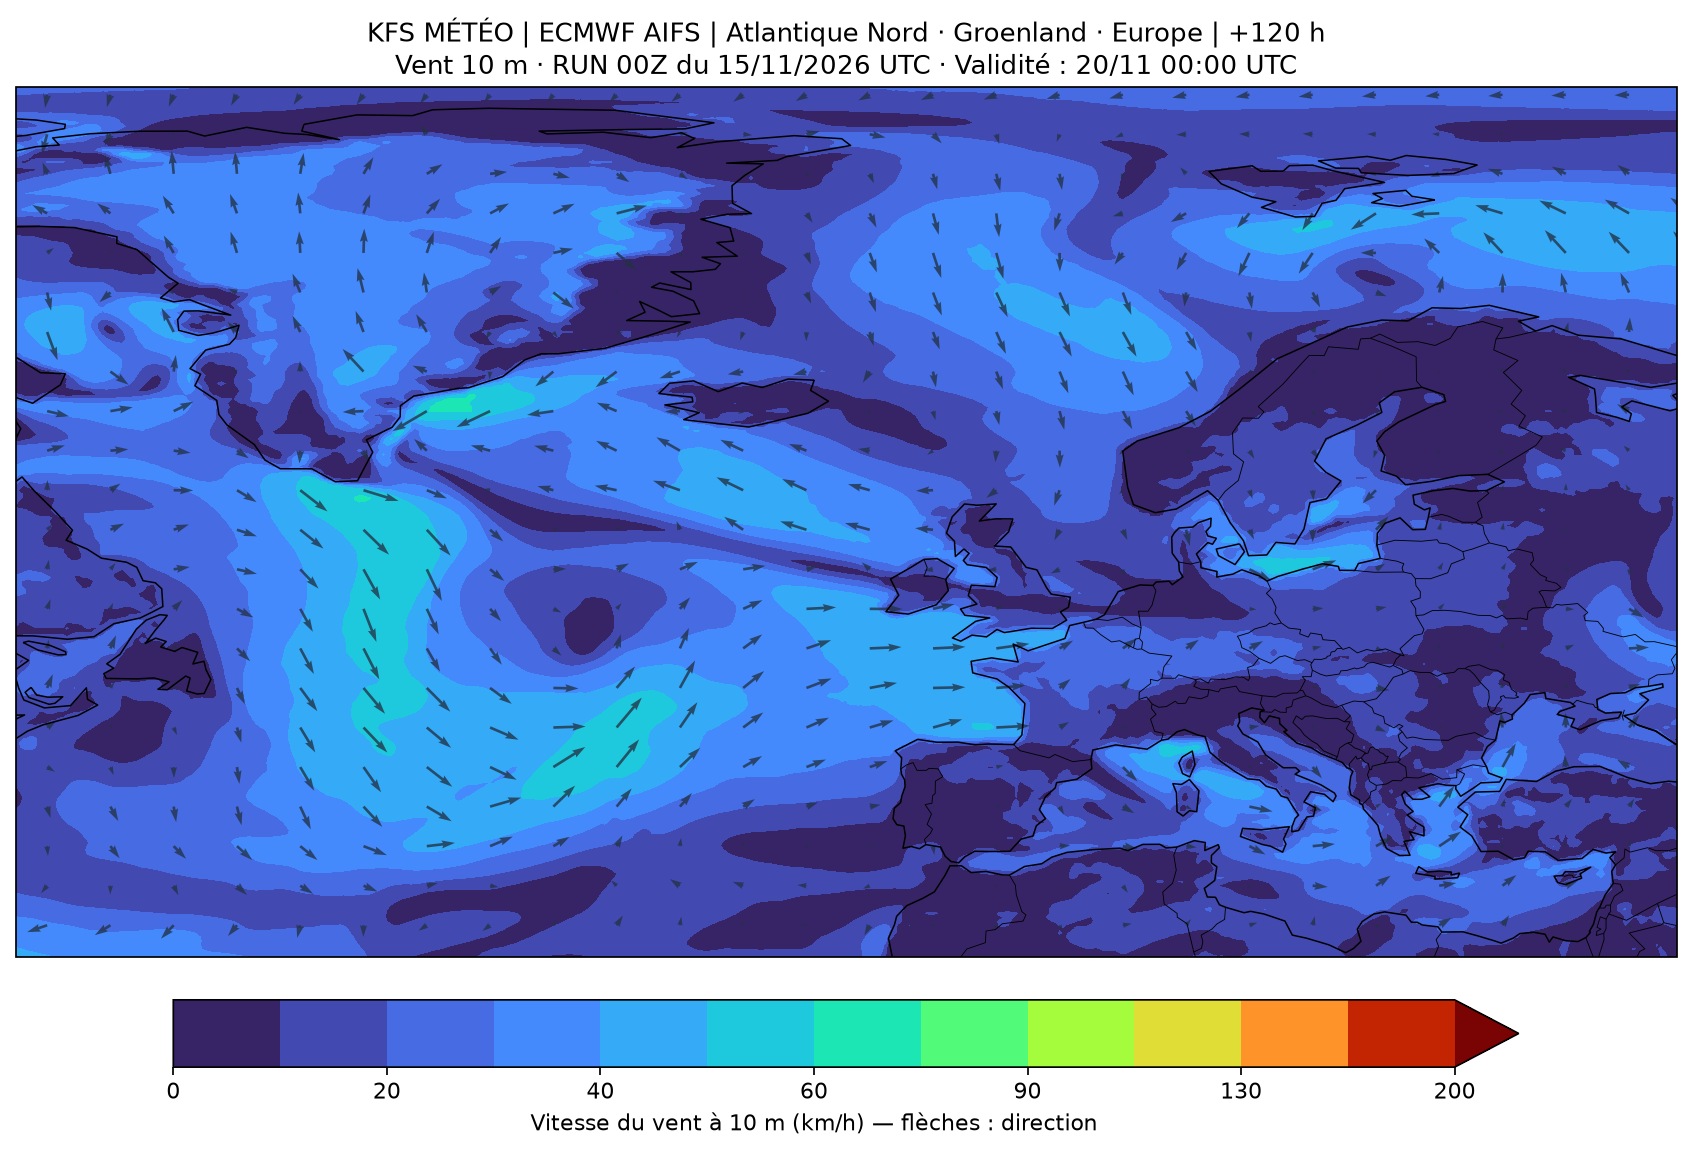 KFS MÉTÉO | ECMWF AIFS | Atlantique Nord · Groenland · Europe | +120 h
Vent 10 m · RUN 00Z du 15/11/2026 UTC · Validité : 20/11 00:00 UTC
0 20 40 60 90 130 200
Vitesse du vent à 10 m (km/h) — flèches : direction